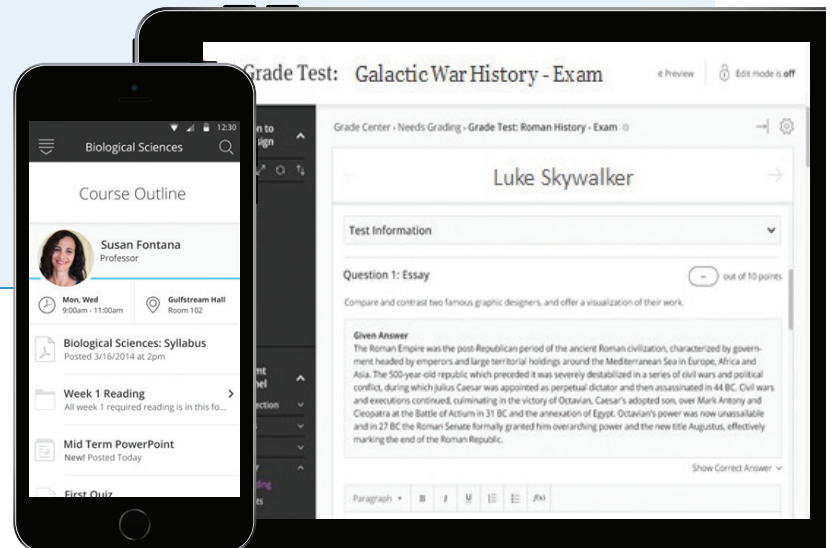 12:30
Biological Sciences
Course Outline
Susan Fontana
Professor
Mon, Wed
9:00am - 11:00am
Gulfstream Hall
Room 102
Biological Sciences: Syllabus
Posted 3/16/2014 at 2pm
Week 1 Reading
All week 1 required reading is in this fo...
Mid Term PowerPoint
New! Posted Today
First Quiz
Grade Test: Galactic War History - Exam
Preview
Edit mode is off
Grade Center › Needs Grading › Grade Test: Roman History - Exam
Luke Skywalker
Test Information
Question 1: Essay
– out of 10 points
Compare and contrast two famous graphic designers, and offer a visualization of their work.
Given Answer
The Roman Empire was the post-Republican period of the ancient Roman civilization, characterized by govern-
ment headed by emperors and large territorial holdings around the Mediterranean Sea in Europe, Africa and
Asia. The 500-year-old republic which preceded it was severely destabilized in a series of civil wars and political
conflict, during which Julius Caesar was appointed as perpetual dictator and then assassinated in 44 BC. Civil wars
and executions continued, culminating in the victory of Octavian, Caesar's adopted son, over Mark Antony and
Cleopatra at the Battle of Actium in 31 BC and the annexation of Egypt. Octavian's power was now unassailable
and in 27 BC the Roman Senate formally granted him overarching power and the new title Augustus, effectively
marking the end of the Roman Republic.
Show Correct Answer
Paragraph B I U f(x)